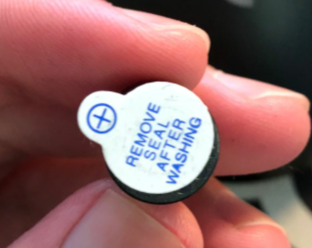 ⊕
REMOVE
SEAL
AFTER
WASHING